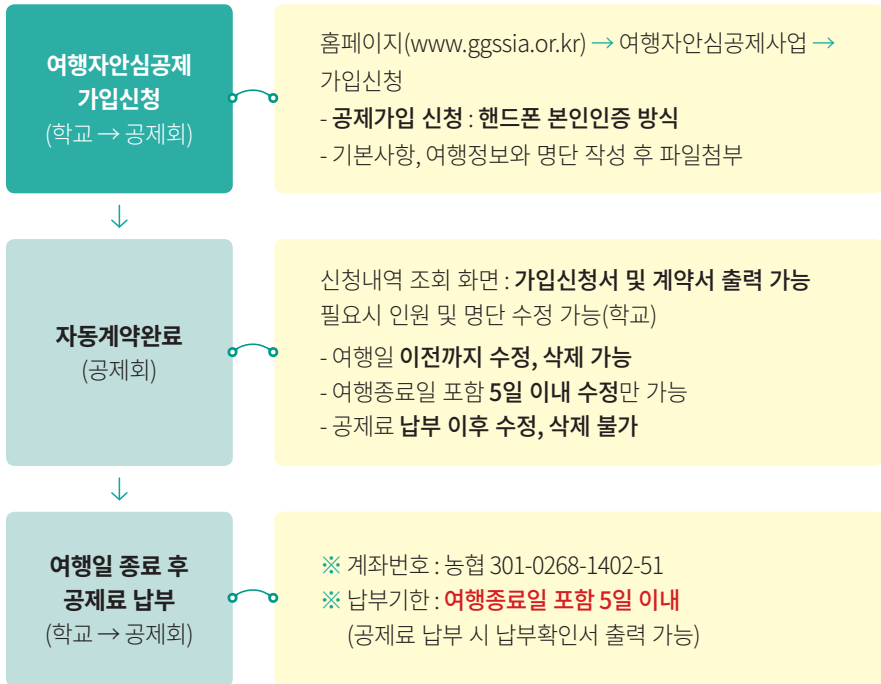 여행자안심공제
가입신청
(학교 → 공제회)
홈페이지(www.ggssia.or.kr) → 여행자안심공제사업 →
가입신청
- 공제가입 신청 : 핸드폰 본인인증 방식
- 기본사항, 여행정보와 명단 작성 후 파일첨부
↓
자동계약완료
(공제회)
신청내역 조회 화면 : 가입신청서 및 계약서 출력 가능
필요시 인원 및 명단 수정 가능(학교)
- 여행일 이전까지 수정, 삭제 가능
- 여행종료일 포함 5일 이내 수정만 가능
- 공제료 납부 이후 수정, 삭제 불가
↓
여행일 종료 후
공제료 납부
(학교 → 공제회)
※ 계좌번호 : 농협 301-0268-1402-51
※ 납부기한 : 여행종료일 포함 5일 이내
(공제료 납부 시 납부확인서 출력 가능)